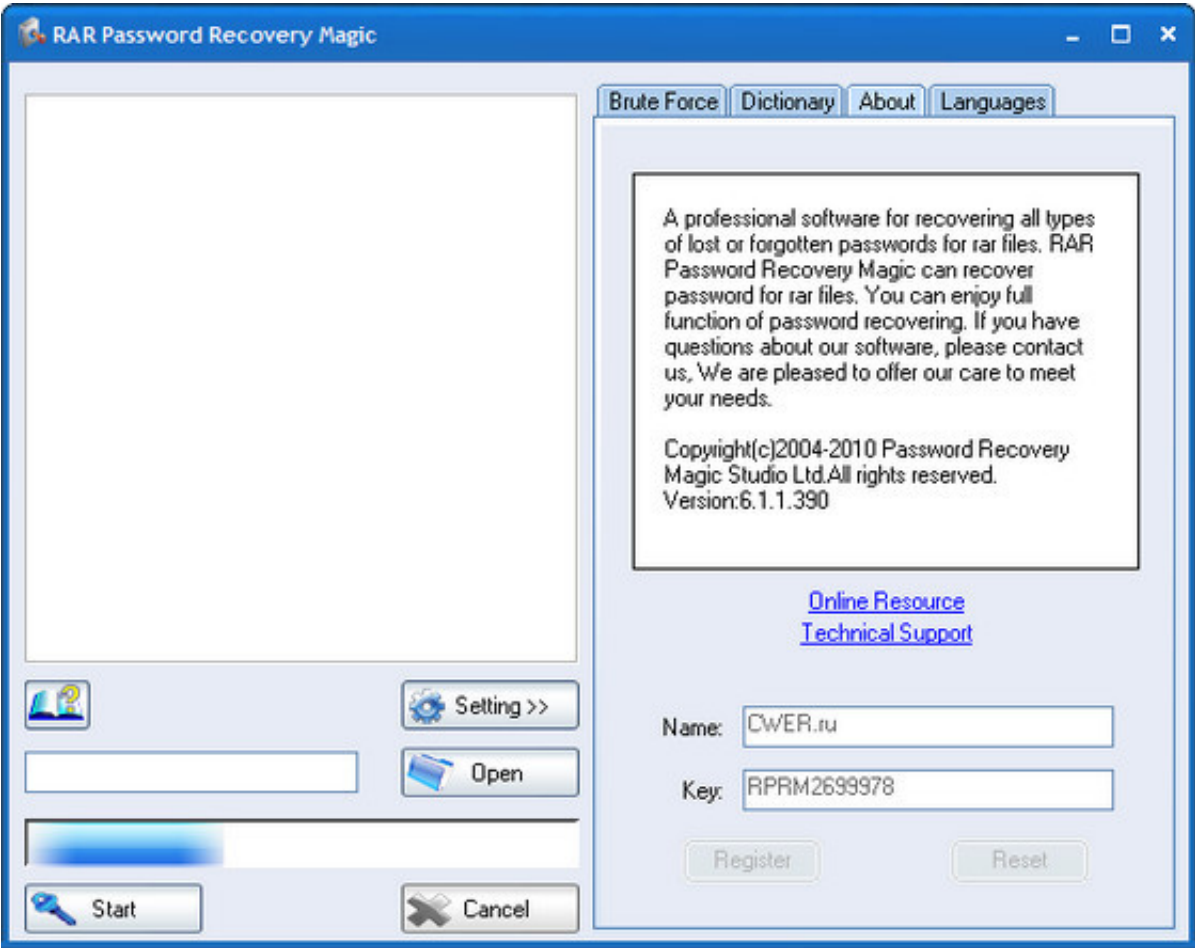 RAR Password Recovery Magic
Brute Force
Dictionary
About
Languages
A professional software for recovering all types
of lost or forgotten passwords for rar files. RAR
Password Recovery Magic can recover
password for rar files. You can enjoy full
function of password recovering. If you have
questions about our software, please contact
us, We are pleased to offer our care to meet
your needs.
Copyright(c)2004-2010 Password Recovery
Magic Studio Ltd.All rights reserved.
Version:6.1.1.390
Online Resource
Technical Support
Setting >>
Open
Start
Cancel
Name: CWER.ru
Key: RPRM2699978
Register
Reset